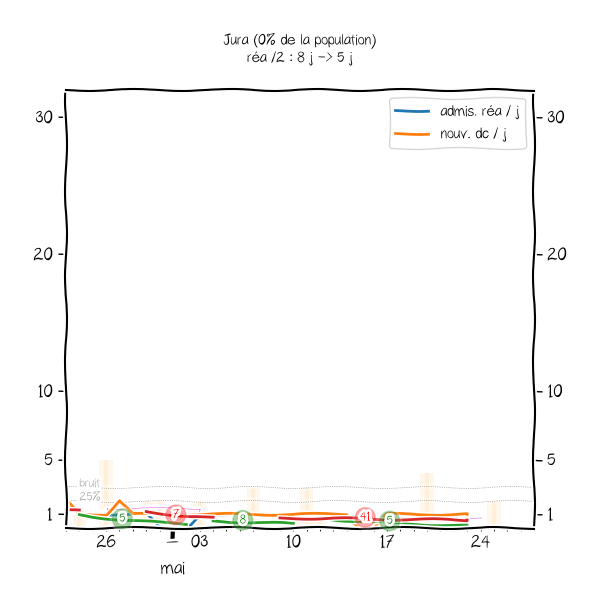 Jura (0% de la population)
réa /2 : 8 j -> 5 j
admis. réa / j
nouv. dc / j
30 30
20 20
10 10
5 5
bruit
25%
1 1
5 7 8 41 5
26 03 10 17 24
mai